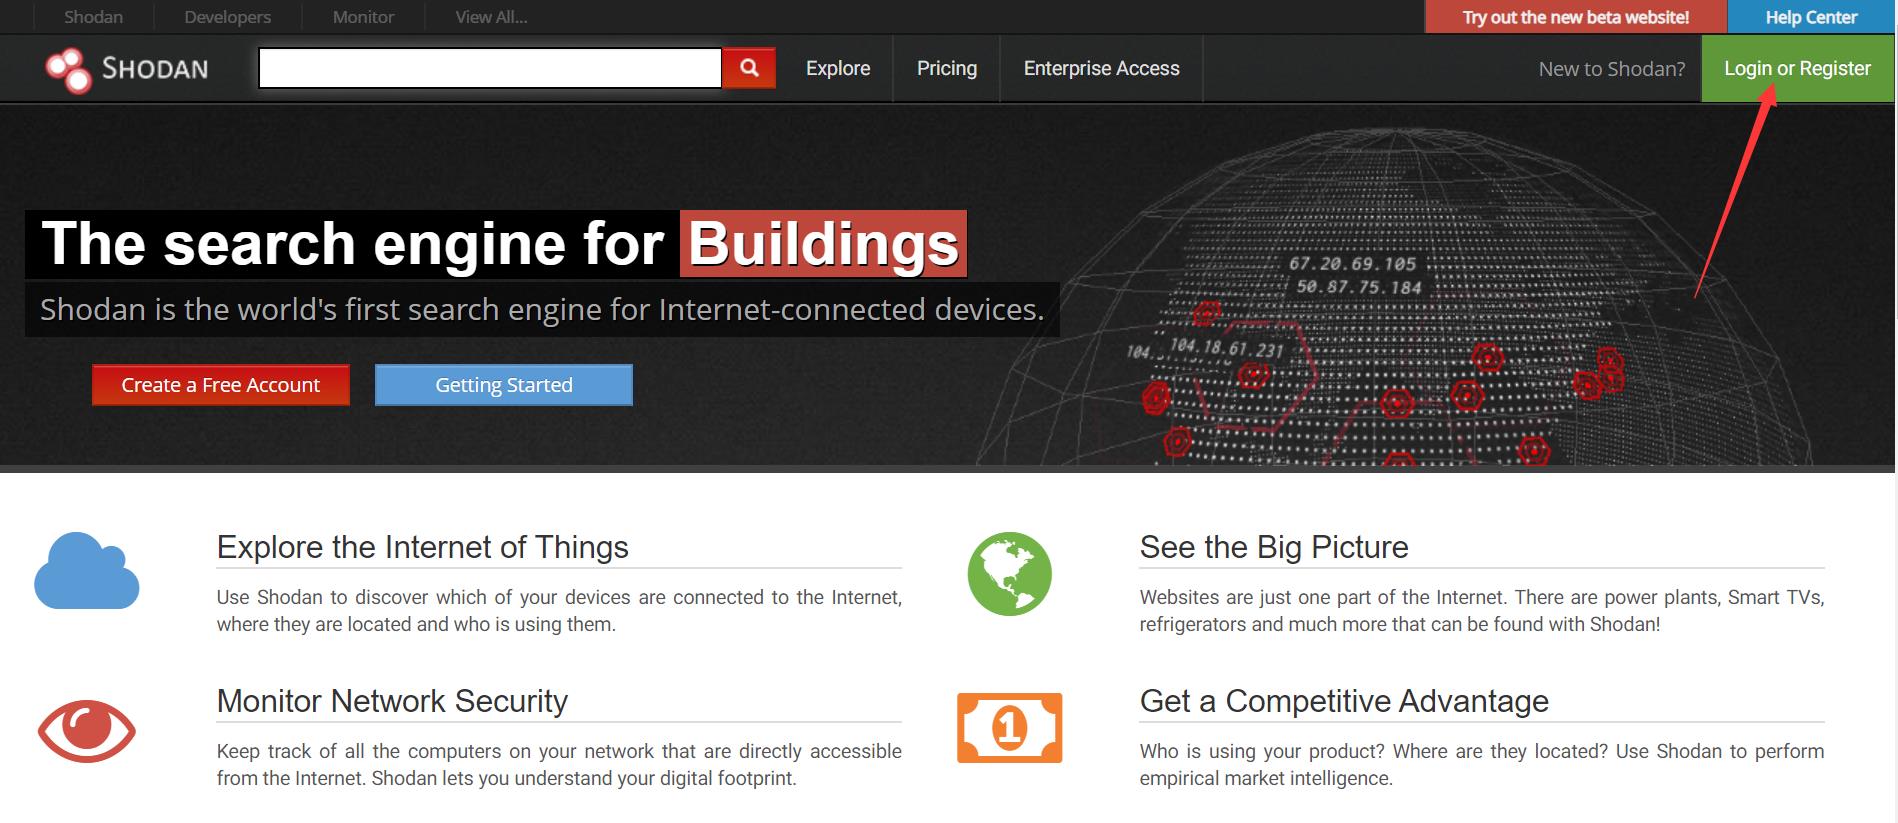 Shodan Developers Monitor View All... Try out the new beta website! Help Center
SHODAN Explore Pricing Enterprise Access New to Shodan? Login or Register
The search engine for Buildings
Shodan is the world's first search engine for Internet-connected devices.
Create a Free Account Getting Started
67.20.69.105
50.87.75.184
104.18.61.231
104.
Explore the Internet of Things
Use Shodan to discover which of your devices are connected to the Internet,
where they are located and who is using them.
See the Big Picture
Websites are just one part of the Internet. There are power plants, Smart TVs,
refrigerators and much more that can be found with Shodan!
Monitor Network Security
Keep track of all the computers on your network that are directly accessible
from the Internet. Shodan lets you understand your digital footprint.
1
Get a Competitive Advantage
Who is using your product? Where are they located? Use Shodan to perform
empirical market intelligence.